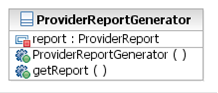 ProviderReportGenerator
report : ProviderReport
ProviderReportGenerator ( )
getReport ( )